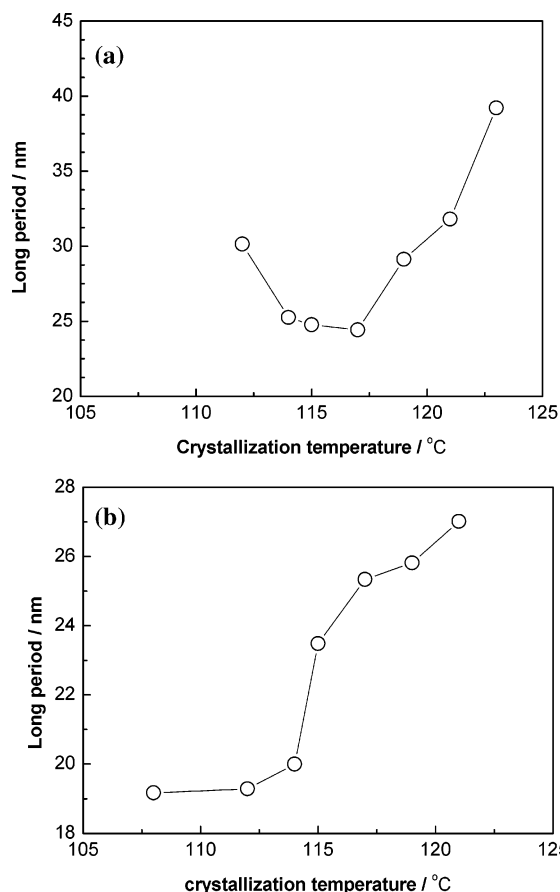 45
(a)
40
35
30
25
20
Long period / nm
105 110 115 120 125
Crystallization temperature / °C
28
(b)
26
24
22
20
18
Long period / nm
105 110 115 120 125
crystallization temperature / °C